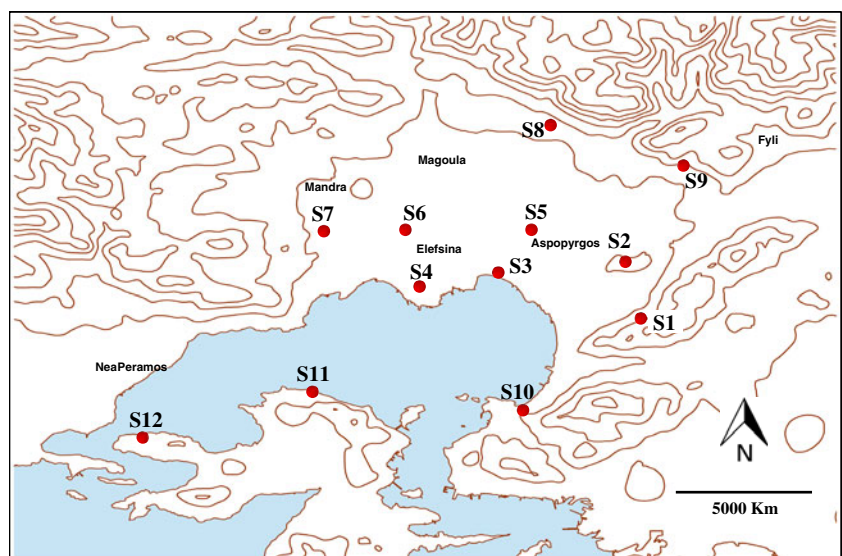 S8
Fyli
Magoula
S9
Mandra
S7
S6
S5
Aspopyrgos
S2
Elefsina
S4
S3
S1
NeaPeramos
S11
S10
S12
N
5000 Km